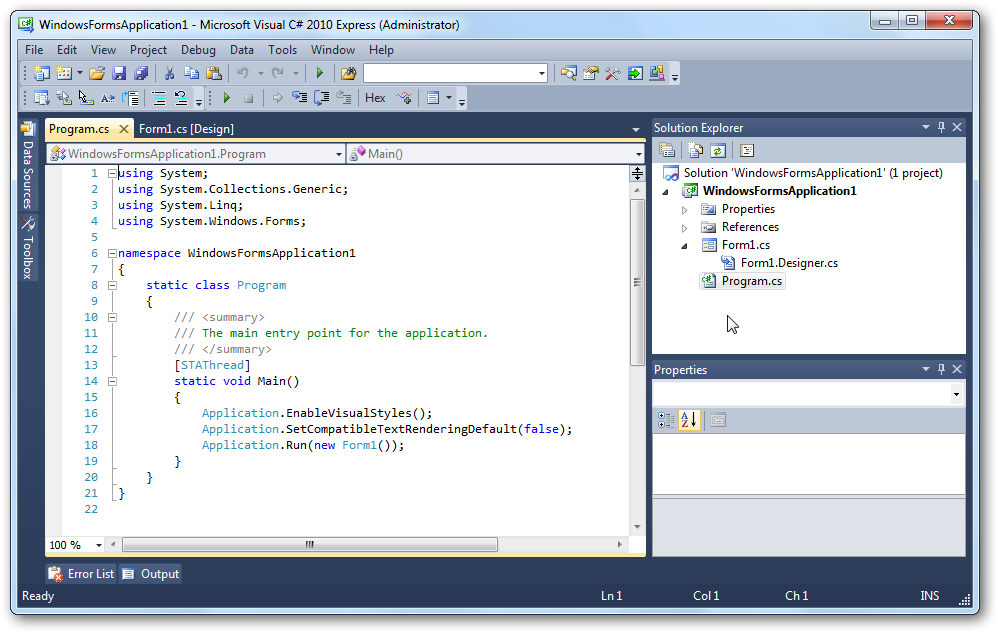 WindowsFormsApplication1 - Microsoft Visual C# 2010 Express (Administrator)
File Edit View Project Debug Data Tools Window Help
Hex
Data Sources
Toolbox
Program.cs Form1.cs [Design]
WindowsFormsApplication1.Program Main()
1 using System;
2 using System.Collections.Generic;
3 using System.Linq;
4 using System.Windows.Forms;
5
6 namespace WindowsFormsApplication1
7 {
8 static class Program
9 {
10 /// <summary>
11 /// The main entry point for the application.
12 /// </summary>
13 [STAThread]
14 static void Main()
15 {
16 Application.EnableVisualStyles();
17 Application.SetCompatibleTextRenderingDefault(false);
18 Application.Run(new Form1());
19 }
20 }
21 }
22
100 %
Solution Explorer
Solution 'WindowsFormsApplication1' (1 project)
WindowsFormsApplication1
Properties
References
Form1.cs
Form1.Designer.cs
Program.cs
Properties
Error List Output
Ready Ln 1 Col 1 Ch 1 INS